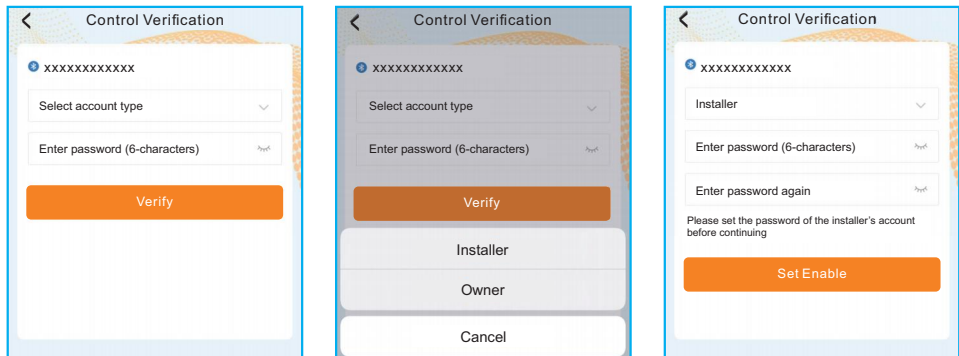 Control Verification
xxxxxxxxxxxx
Select account type
Enter password (6-characters)
Verify
Control Verification
xxxxxxxxxxxx
Select account type
Enter password (6-characters)
Verify
Installer
Owner
Cancel
Control Verification
xxxxxxxxxxxx
Installer
Enter password (6-characters)
Enter password again
Please set the password of the installer's account
before continuing
Set Enable